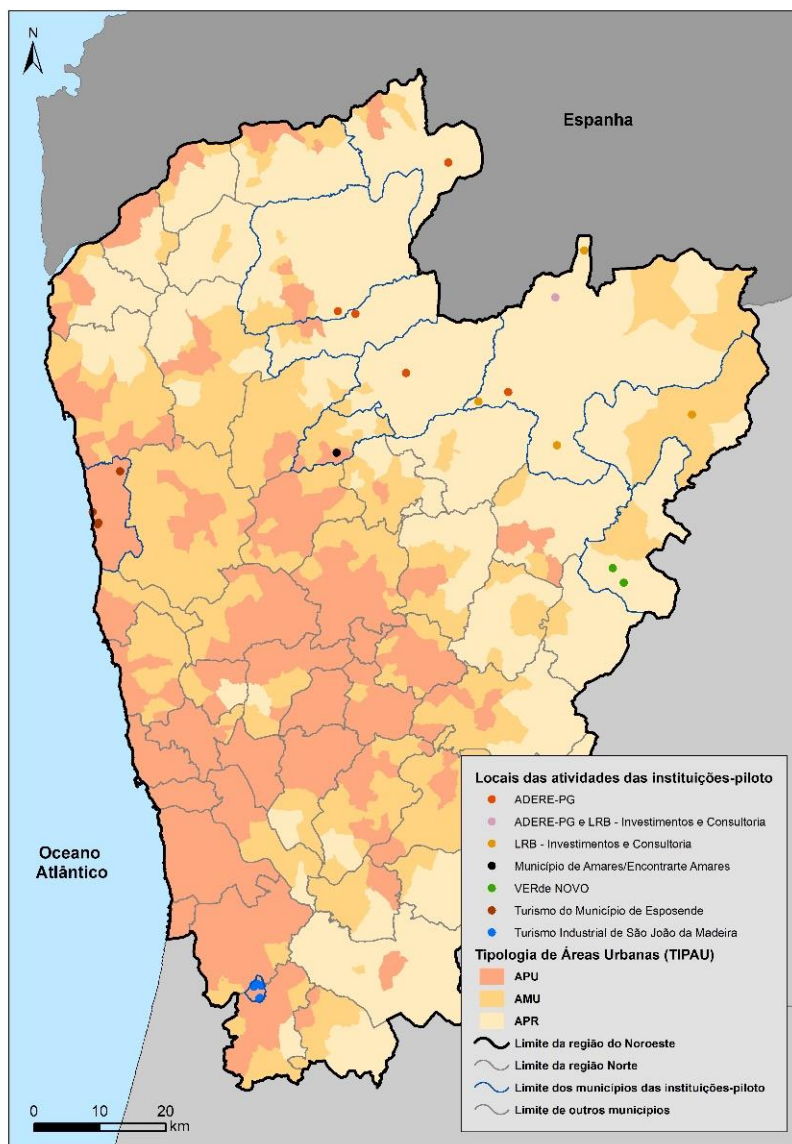 N
Espanha
Oceano
Atlântico
Locais das atividades das instituições-piloto
ADERE-PG
ADERE-PG e LRB - Investimentos e Consultoria
LRB - Investimentos e Consultoria
Município de Amares/Encontrarte Amares
VERde NOVO
Turismo do Município de Esposende
Turismo Industrial de São João da Madeira
Tipologia de Áreas Urbanas (TIPAU)
APU
AMU
APR
Limite da região do Noroeste
Limite da região Norte
Limite dos municípios das instituições-piloto
Limite de outros municípios
0 10 20
km